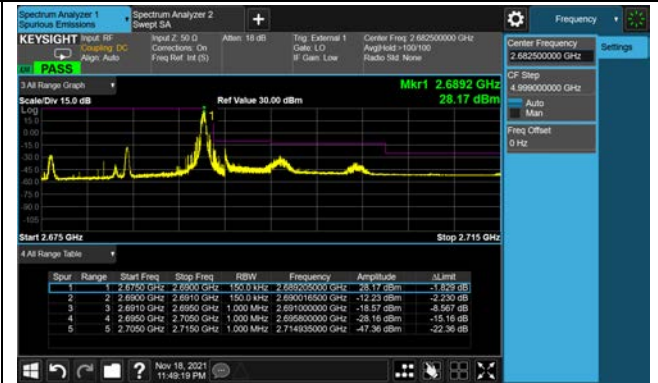 Spectrum Analyzer 1
Spurious Emissions
Spectrum Analyzer 2
Swept SA
Frequency
KEYSIGHT
Input: RF
Coupling: DC
Align: Auto
Input Z: 50 Ω
Corrections: On
Freq Ref: Int (S)
Atten: 18 dB
Trig: External 1
Gate: LO
IF Gain: Low
Center Freq: 2.682500000 GHz
Avg|Hold:>100/100
Radio Std: None
PASS
3 All Range Graph
Mkr1 2.6892 GHz
28.17 dBm
Scale/Div 15.0 dB
Ref Value 30.00 dBm
Log
15.0
0.00
-15.0
-30.0
-45.0
-60.0
-75.0
-90.0
-105
1
Start 2.675 GHz
Stop 2.715 GHz
4 All Range Table
Spur Range Start Freq Stop Freq RBW Frequency Amplitude ΔLimit
1 1 2.6750 GHz 2.6900 GHz 150.0 kHz 2.689205000 GHz 28.17 dBm -1.829 dB
2 2 2.6900 GHz 2.6910 GHz 150.0 kHz 2.690016500 GHz -12.23 dBm -2.230 dB
3 3 2.6910 GHz 2.6950 GHz 1.000 MHz 2.691000000 GHz -18.57 dBm -8.567 dB
4 4 2.6950 GHz 2.7050 GHz 1.000 MHz 2.695800000 GHz -28.16 dBm -15.16 dB
5 5 2.7050 GHz 2.7150 GHz 1.000 MHz 2.714935000 GHz -47.36 dBm -22.36 dB
Nov 18, 2021
11:49:19 PM
Center Frequency
2.682500000 GHz
Settings
CF Step
4.999000000 GHz
Auto
Man
Freq Offset
0 Hz